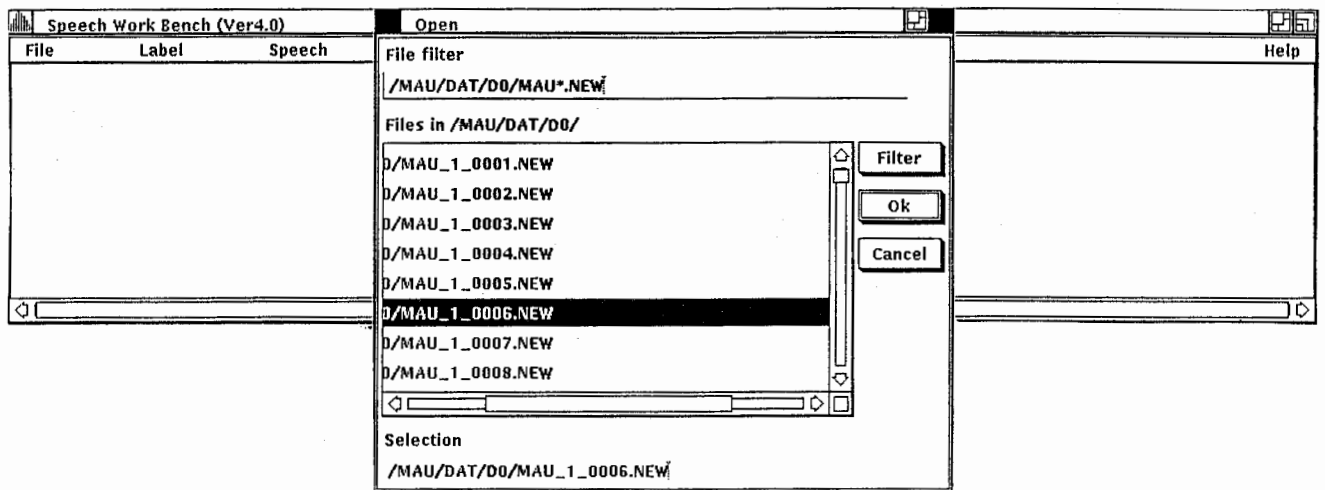 Speech Work Bench (Ver4.0)
File Label Speech Help
Open
File filter
/MAU/DAT/D0/MAU*.NEW
Files in /MAU/DAT/D0/
0/MAU_1_0001.NEW
0/MAU_1_0002.NEW
0/MAU_1_0003.NEW
0/MAU_1_0004.NEW
0/MAU_1_0005.NEW
0/MAU_1_0006.NEW
0/MAU_1_0007.NEW
0/MAU_1_0008.NEW
Filter
Ok
Cancel
Selection
/MAU/DAT/D0/MAU_1_0006.NEW